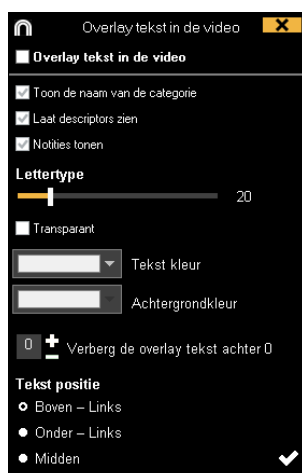 Overlay tekst in de video
Overlay tekst in de video
Toon de naam van de categorie
Laat descriptors zien
Notities tonen
Lettertype
20
Transparant
Tekst kleur
Achtergrondkleur
0 Verberg de overlay tekst achter 0
Tekst positie
Boven – Links
Onder – Links
Midden